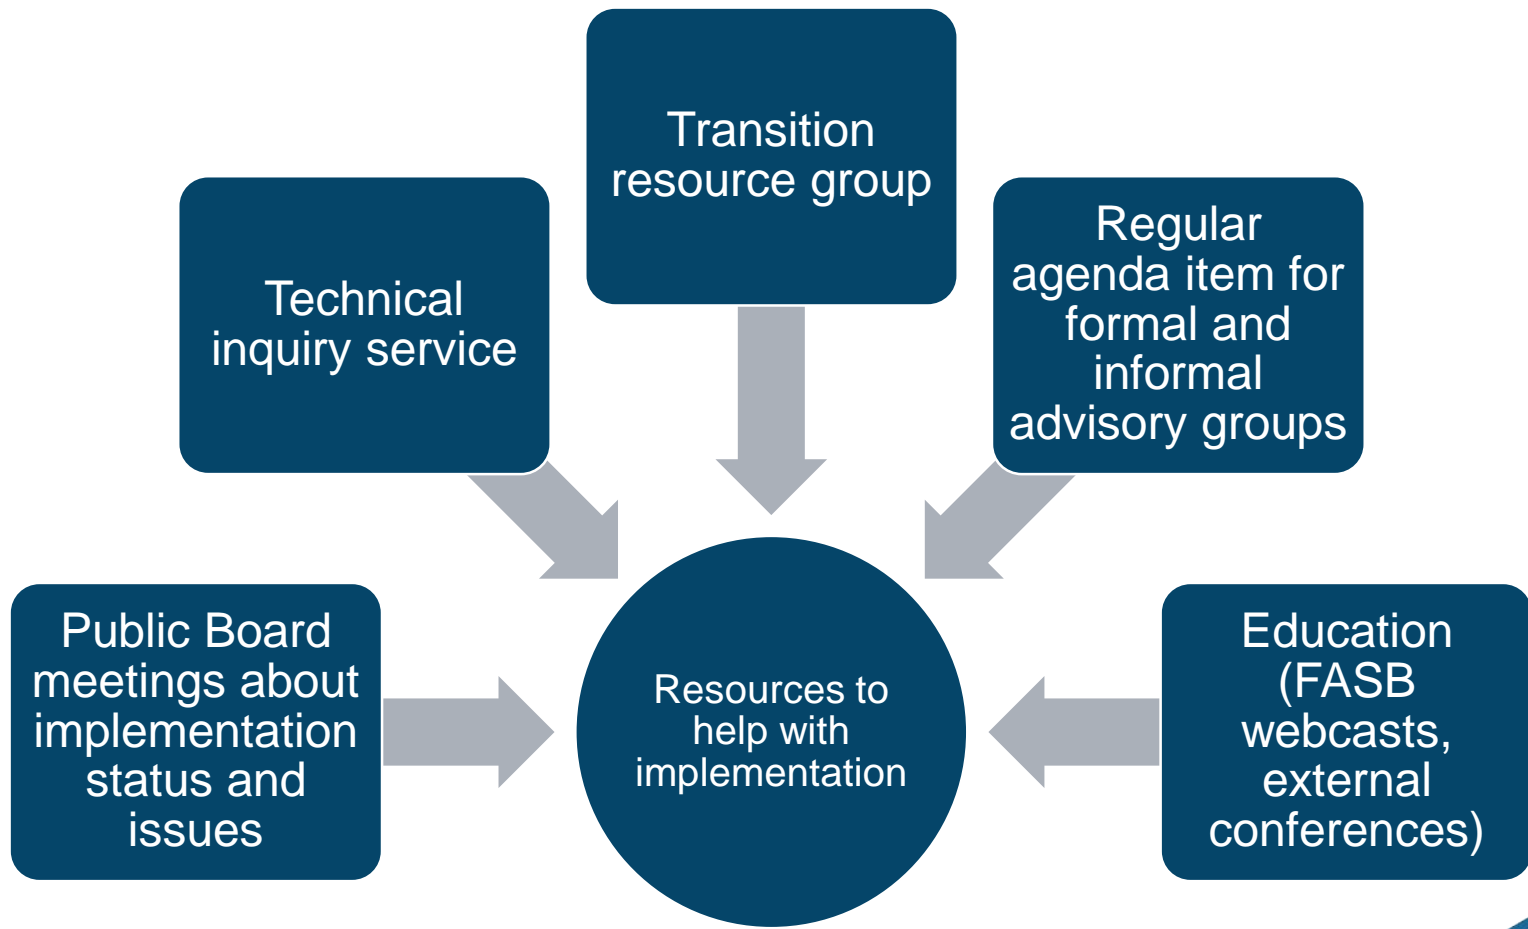 Transition
resource group
Technical
inquiry service
Regular
agenda item for
formal and
informal
advisory groups
Public Board
meetings about
implementation
status and
issues
Resources to
help with
implementation
Education
(FASB
webcasts,
external
conferences)